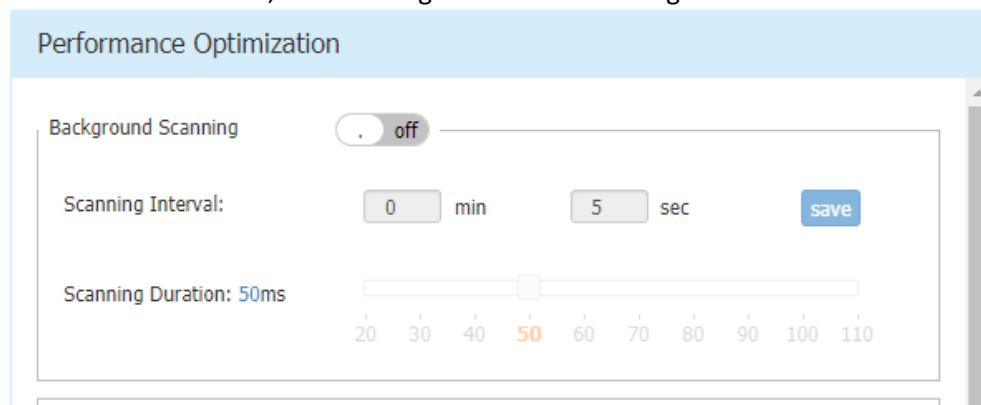 Performance Optimization
Background Scanning . off
Scanning Interval: 0 min 5 sec save
Scanning Duration: 50ms
20 30 40 50 60 70 80 90 100 110